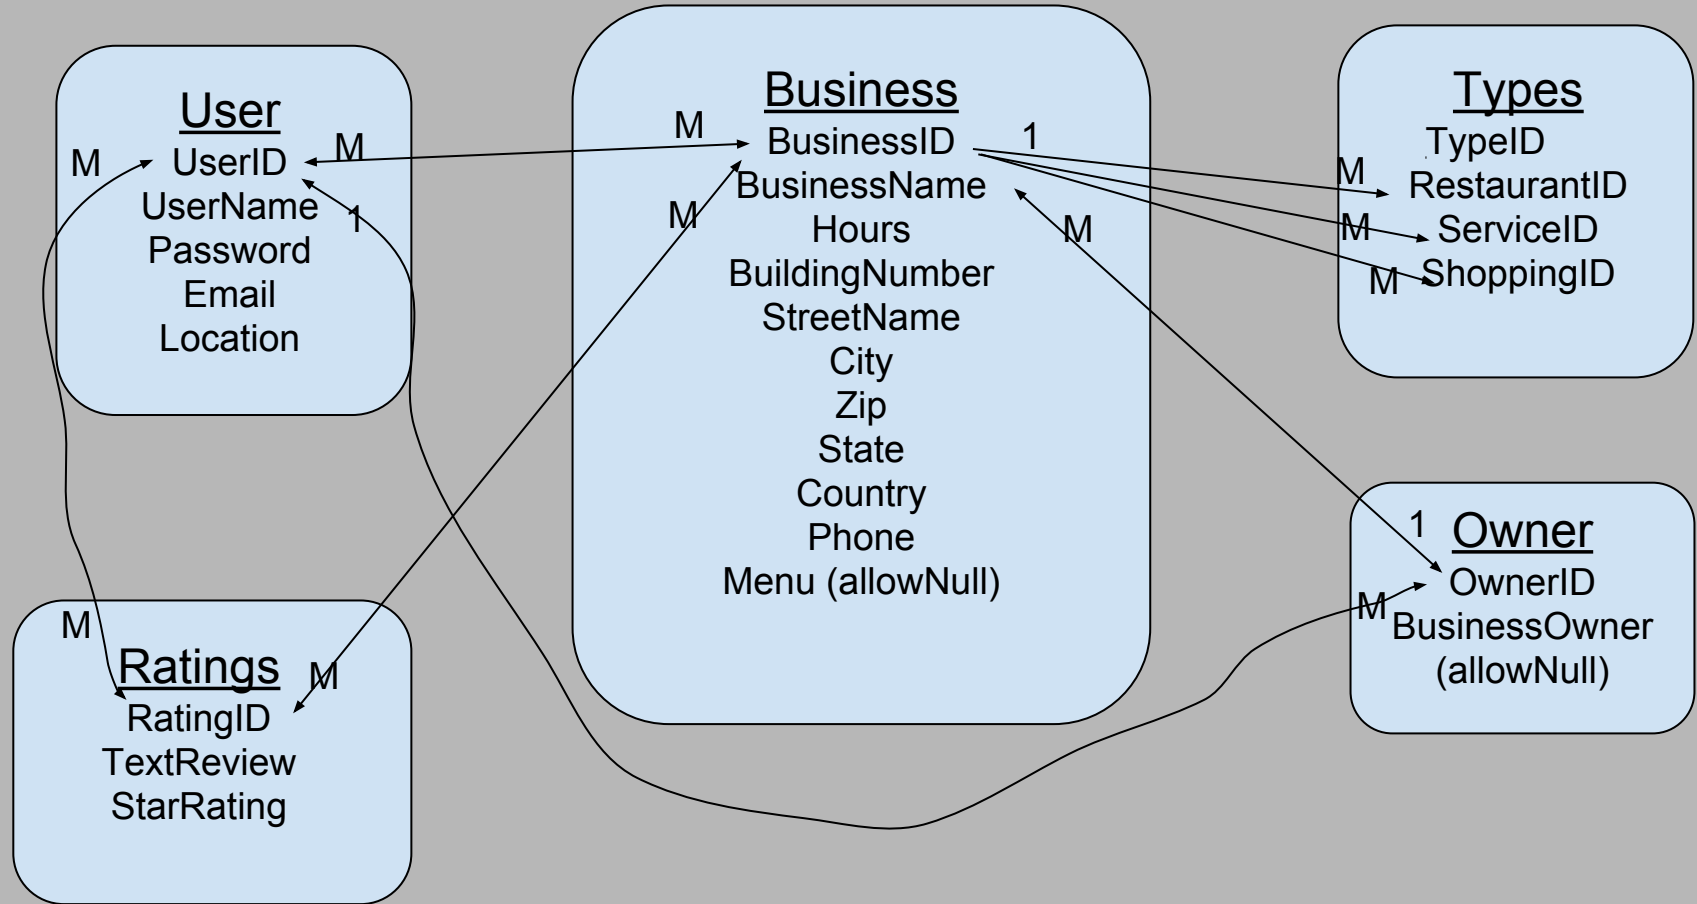 User
UserID
UserName
Password
Email
Location
M
M
1
Business
BusinessID
BusinessName
Hours
BuildingNumber
StreetName
City
Zip
State
Country
Phone
Menu (allowNull)
M
M
1
M
Types
TypeID
RestaurantID
ServiceID
ShoppingID
M
M
M
Ratings
RatingID
TextReview
StarRating
M
M
Owner
OwnerID
BusinessOwner
(allowNull)
1
M